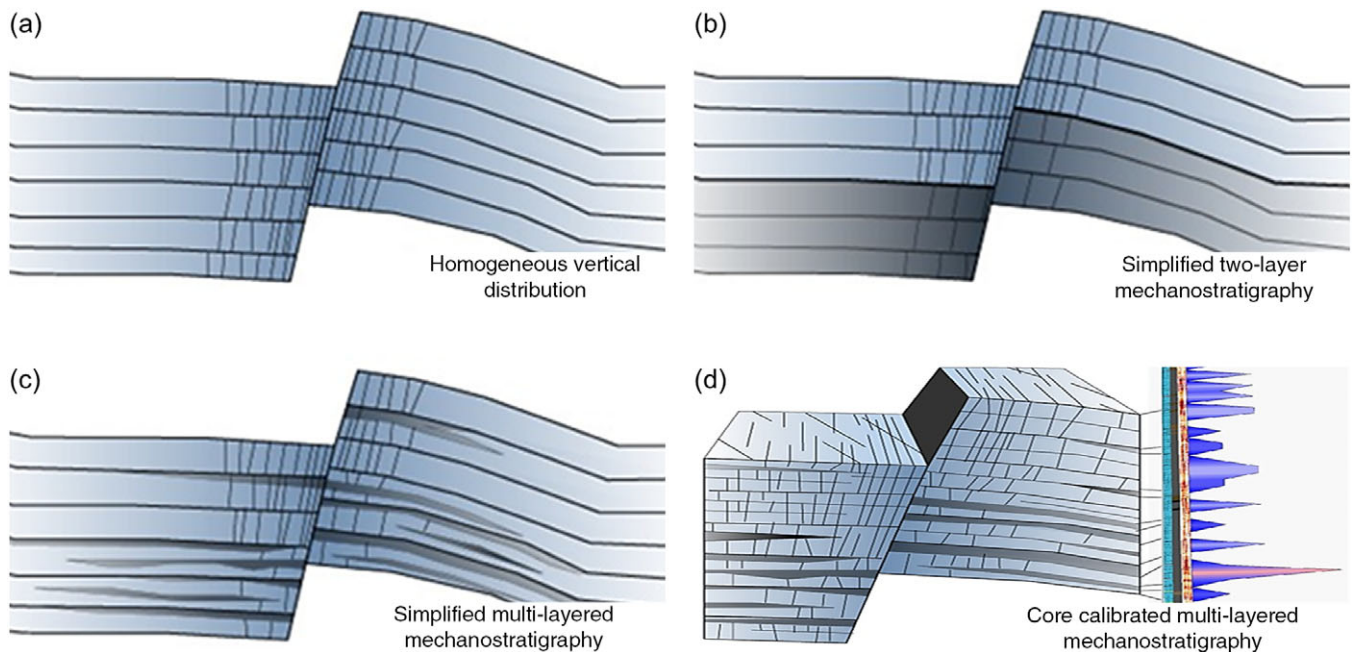 (a)
Homogeneous vertical
distribution
(b)
Simplified two-layer
mechanostratigraphy
(c)
Simplified multi-layered
mechanostratigraphy
(d)
Core calibrated multi-layered
mechanostratigraphy